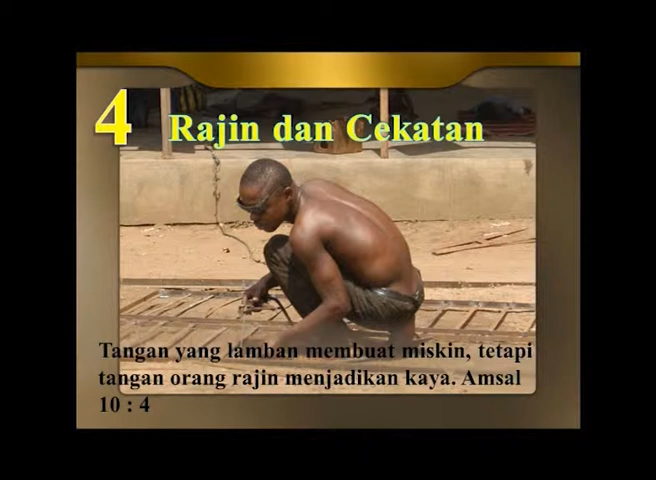 4
Rajin dan Cekatan
Tangan yang lamban membuat miskin, tetapi
tangan orang rajin menjadikan kaya. Amsal
10 : 4